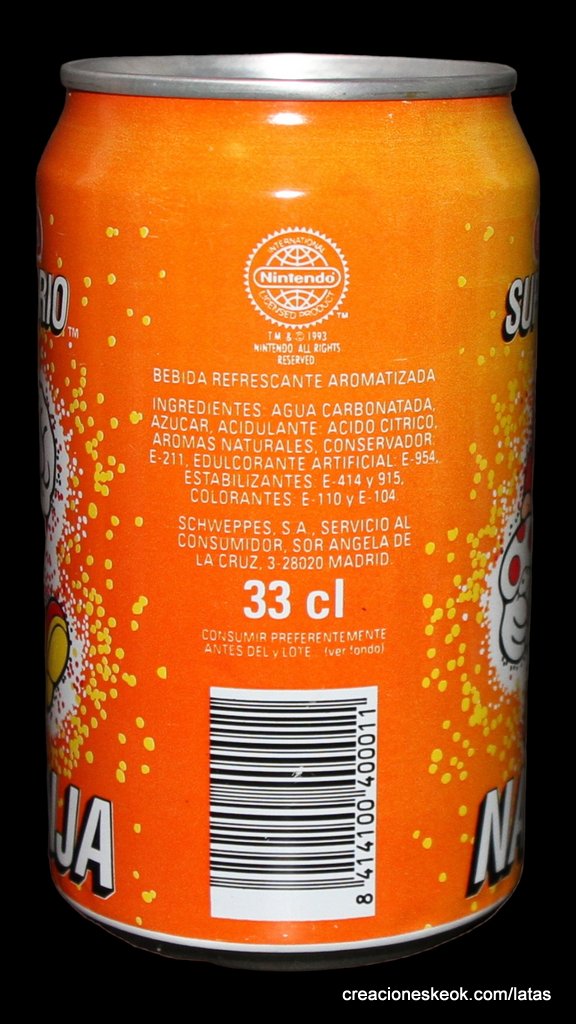 INTERNATIONAL
Nintendo®
LICENSED PRODUCT
TM
TM & © 1993
NINTENDO ALL RIGHTS
RESERVED
RIO TM
SU
BEBIDA REFRESCANTE AROMATIZADA
INGREDIENTES: AGUA CARBONATADA,
AZUCAR, ACIDULANTE: ACIDO CITRICO,
AROMAS NATURALES, CONSERVADOR:
E-211, EDULCORANTE ARTIFICIAL: E-954,
ESTABILIZANTES: E-414 y 915,
COLORANTES: E-110 y E-104
SCHWEPPES, S.A., SERVICIO AL
CONSUMIDOR, SOR ANGELA DE
LA CRUZ, 3-28020 MADRID
33 cl
CONSUMIR PREFERENTEMENTE
ANTES DEL y LOTE. (ver fondo)
8 414100 400011
IJA
NA
creacioneskeok.com/latas